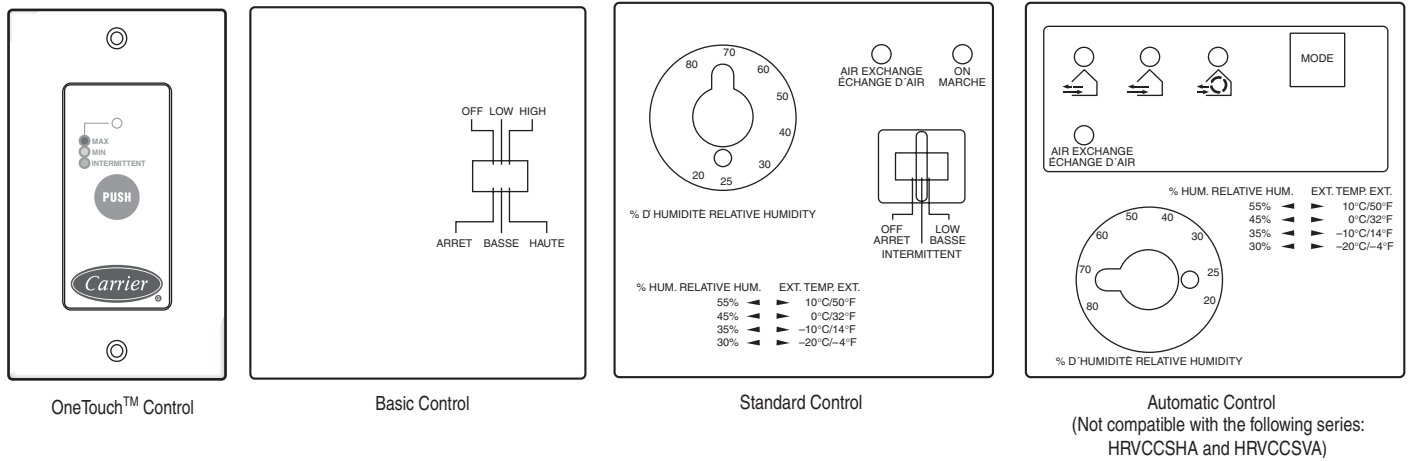 MAX
MIN
INTERMITTENT
PUSH
Carrier®
OneTouch™ Control
OFF LOW HIGH
ARRET BASSE HAUTE
Basic Control
80 70 60 50 40 30 25 20
% D´HUMIDITÈ RELATIVE HUMIDITY
AIR EXCHANGE
ÉCHANGE D´AIR
ON
MARCHE
OFF
ARRET
LOW
BASSE
INTERMITTENT
% HUM. RELATIVE HUM. EXT. TEMP. EXT.
55% ◄ ► 10°C/50°F
45% ◄ ► 0°C/32°F
35% ◄ ► –10°C/14°F
30% ◄ ► –20°C/–4°F
Standard Control
MODE
AIR EXCHANGE
ÉCHANGE D´AIR
% HUM. RELATIVE HUM. EXT. TEMP. EXT.
55% ◄ ► 10°C/50°F
45% ◄ ► 0°C/32°F
35% ◄ ► –10°C/14°F
30% ◄ ► –20°C/–4°F
80 70 60 50 40 30 25 20
% D´HUMIDITÈ RELATIVE HUMIDITY
Automatic Control
(Not compatible with the following series:
HRVCCSHA and HRVCCSVA)